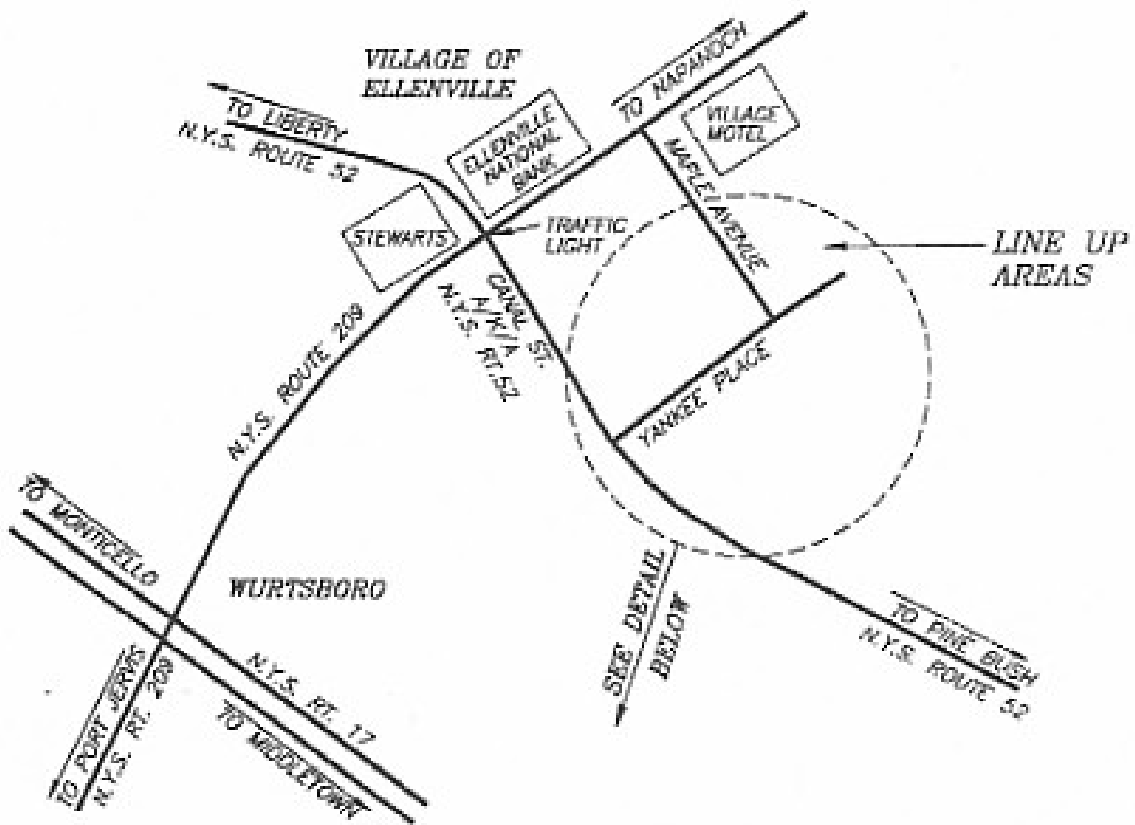 VILLAGE OF
ELLENVILLE
TO NAPANOCH
TO LIBERTY
N.Y.S. ROUTE 52
ELLENVILLE
NATIONAL
BANK
VILLAGE
MOTEL
STEWARTS
TRAFFIC
LIGHT
MAPLE AVENUE
LINE UP
AREAS
CANAL ST.
N.Y.S. RT.52
N.Y.S. ROUTE 209
YANKEE PLACE
TO MONTICELLO
WURTSBORO
SEE DETAIL
BELOW
TO PINE BUSH
N.Y.S. ROUTE 52
TO PORT JERVIS
N.Y.S. RT. 209
N.Y.S. RT. 17
TO MIDDLETOWN